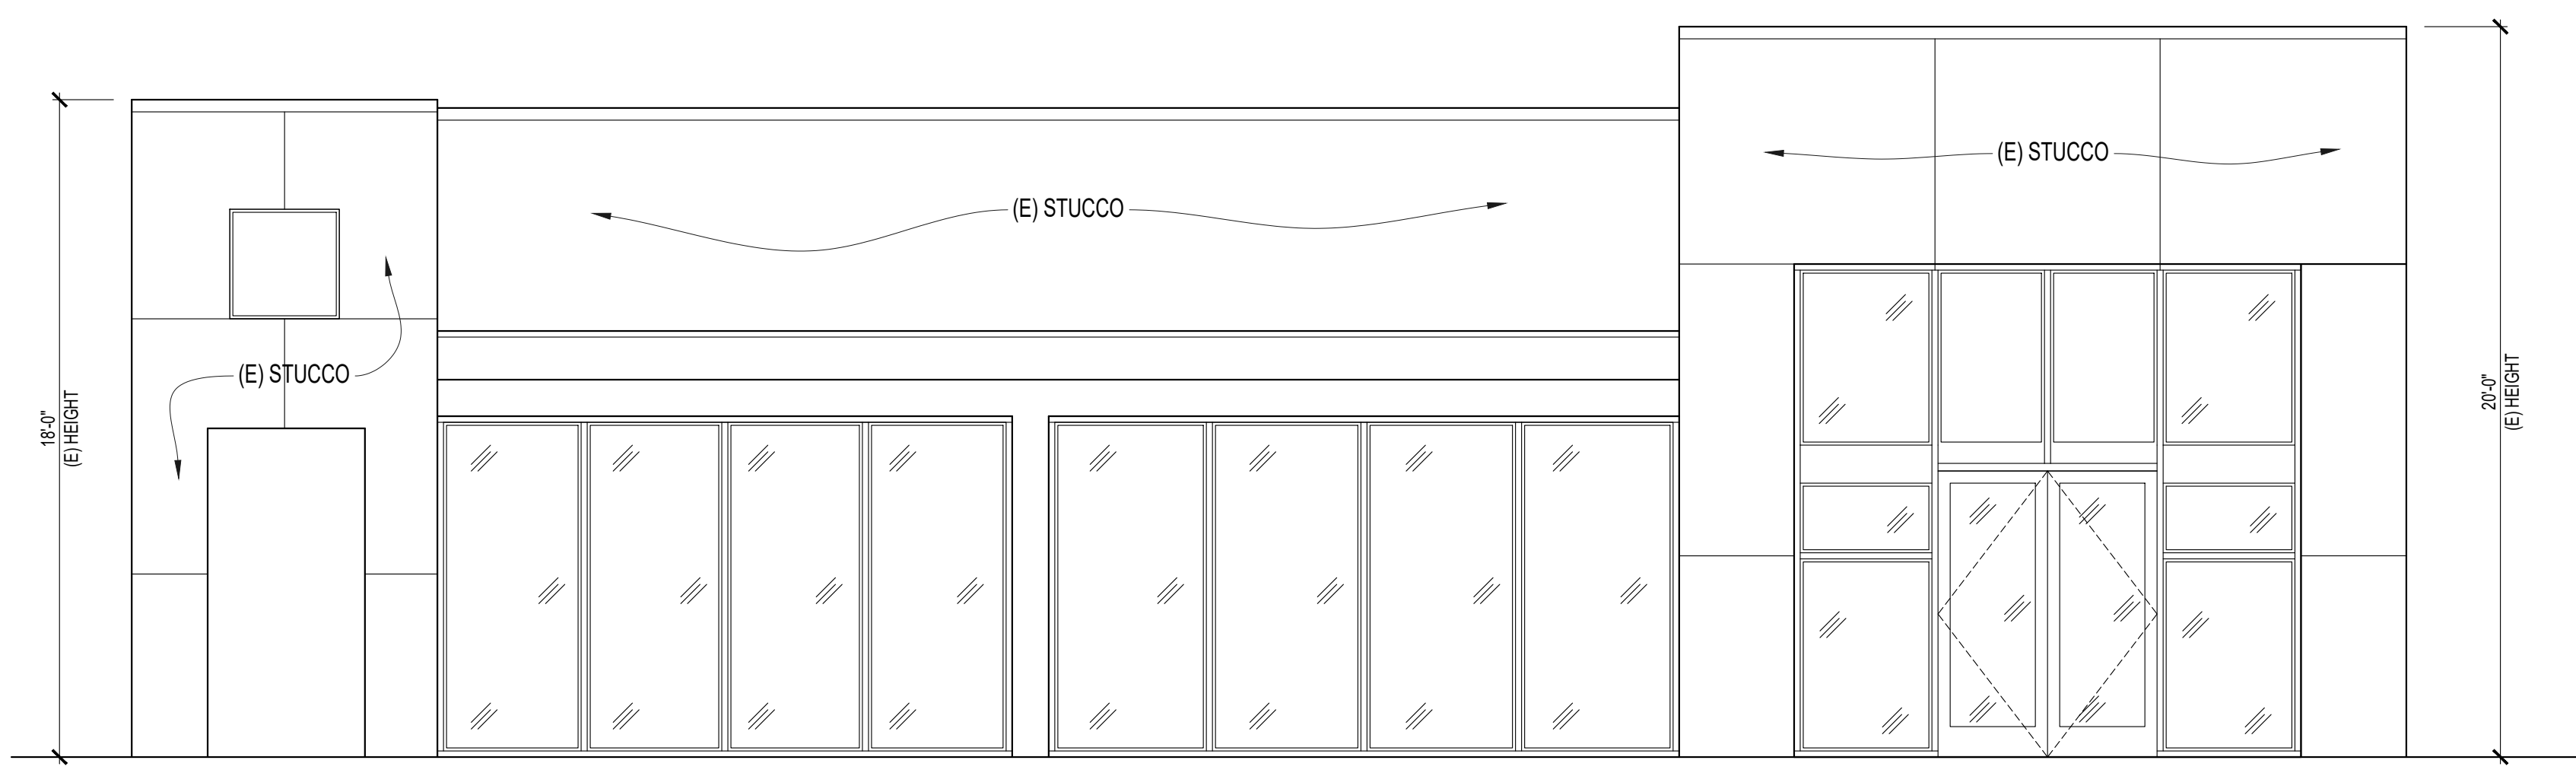 (E) STUCCO
(E) STUCCO
(E) STUCCO
18'-0"
(E) HEIGHT
20'-0"
(E) HEIGHT